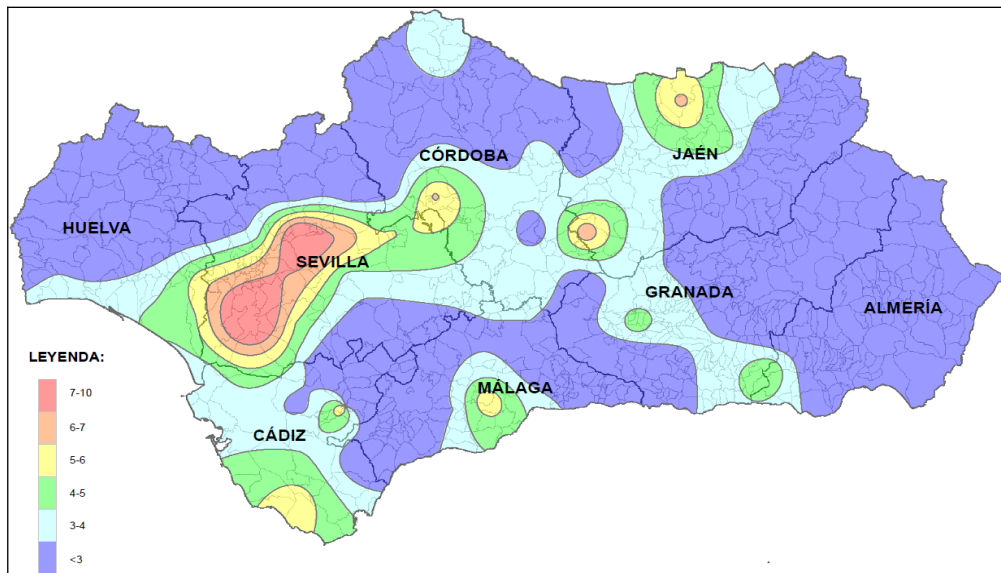 CÓRDOBA
JAÉN
HUELVA
SEVILLA
GRANADA
ALMERÍA
LEYENDA:
MÁLAGA
7-10
6-7
CÁDIZ
5-6
4-5
3-4
<3